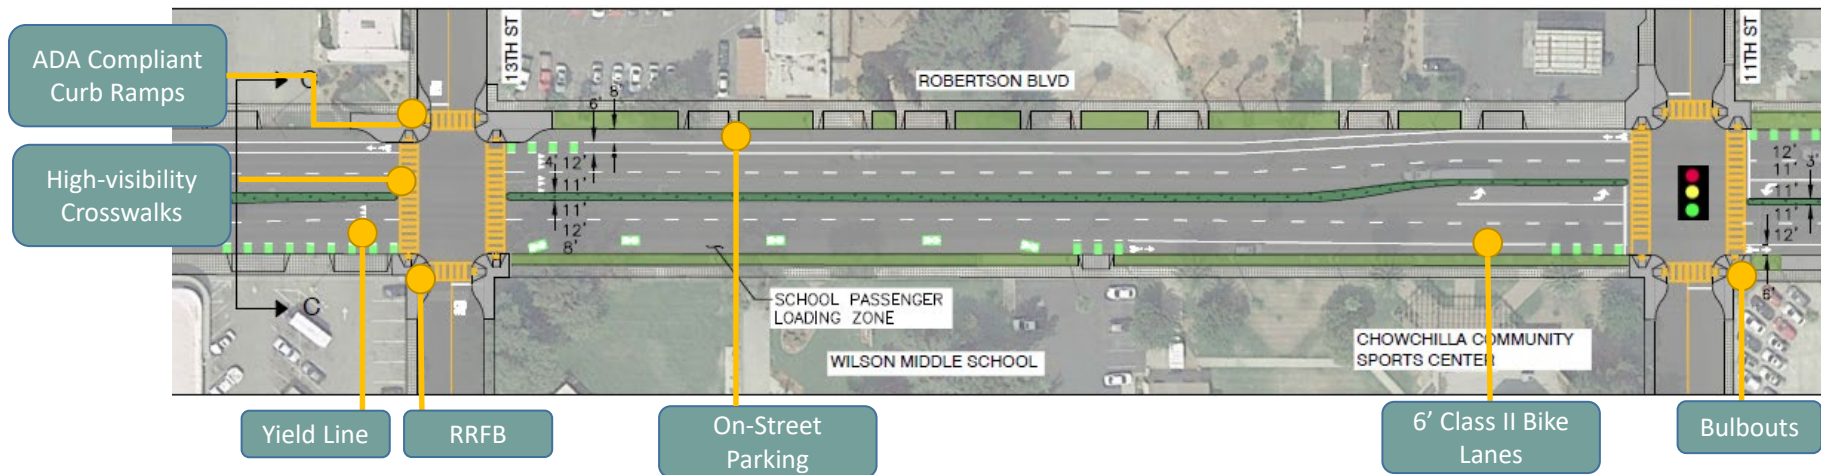 ADA Compliant
Curb Ramps
High-visibility
Crosswalks
C
C
13TH ST
ROBERTSON BLVD
11TH ST
6'
8'
4'
12'
11'
11'
12'
8'
12'
11'
3'
11'
11'
12'
6'
SCHOOL PASSENGER
LOADING ZONE
WILSON MIDDLE SCHOOL
CHOWCHILLA COMMUNITY
SPORTS CENTER
Yield Line
RRFB
On-Street
Parking
6' Class II Bike
Lanes
Bulbouts